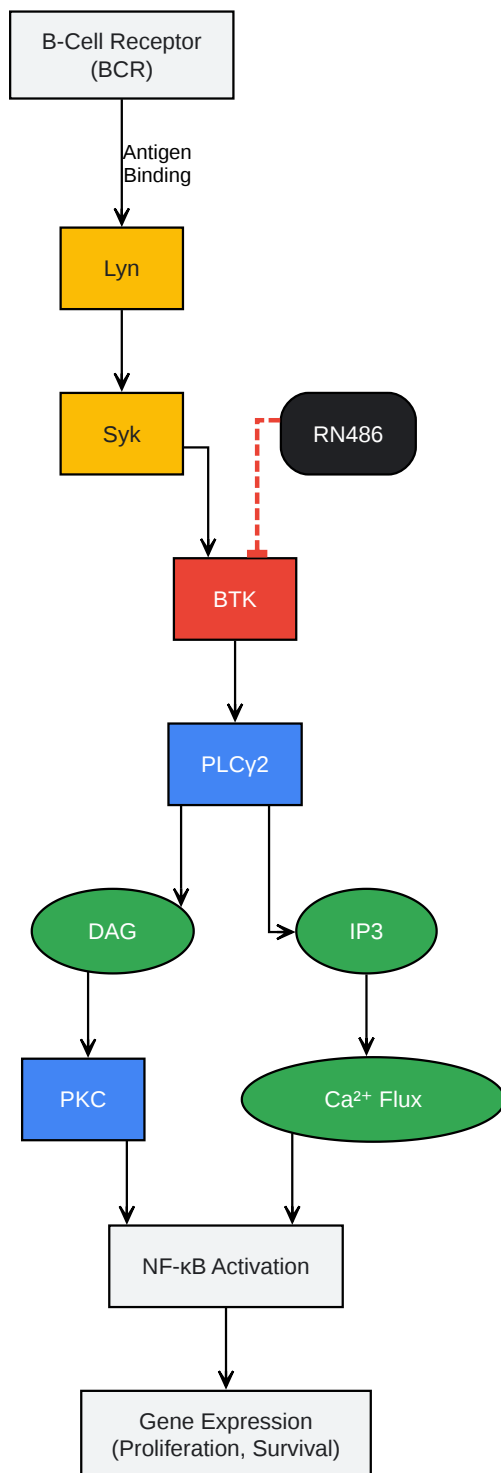 B-Cell Receptor
(BCR)
Antigen
Binding
Lyn
Syk
RN486
BTK
PLCγ2
DAG
IP3
PKC
Ca²⁺ Flux
NF-κB Activation
Gene Expression
(Proliferation, Survival)